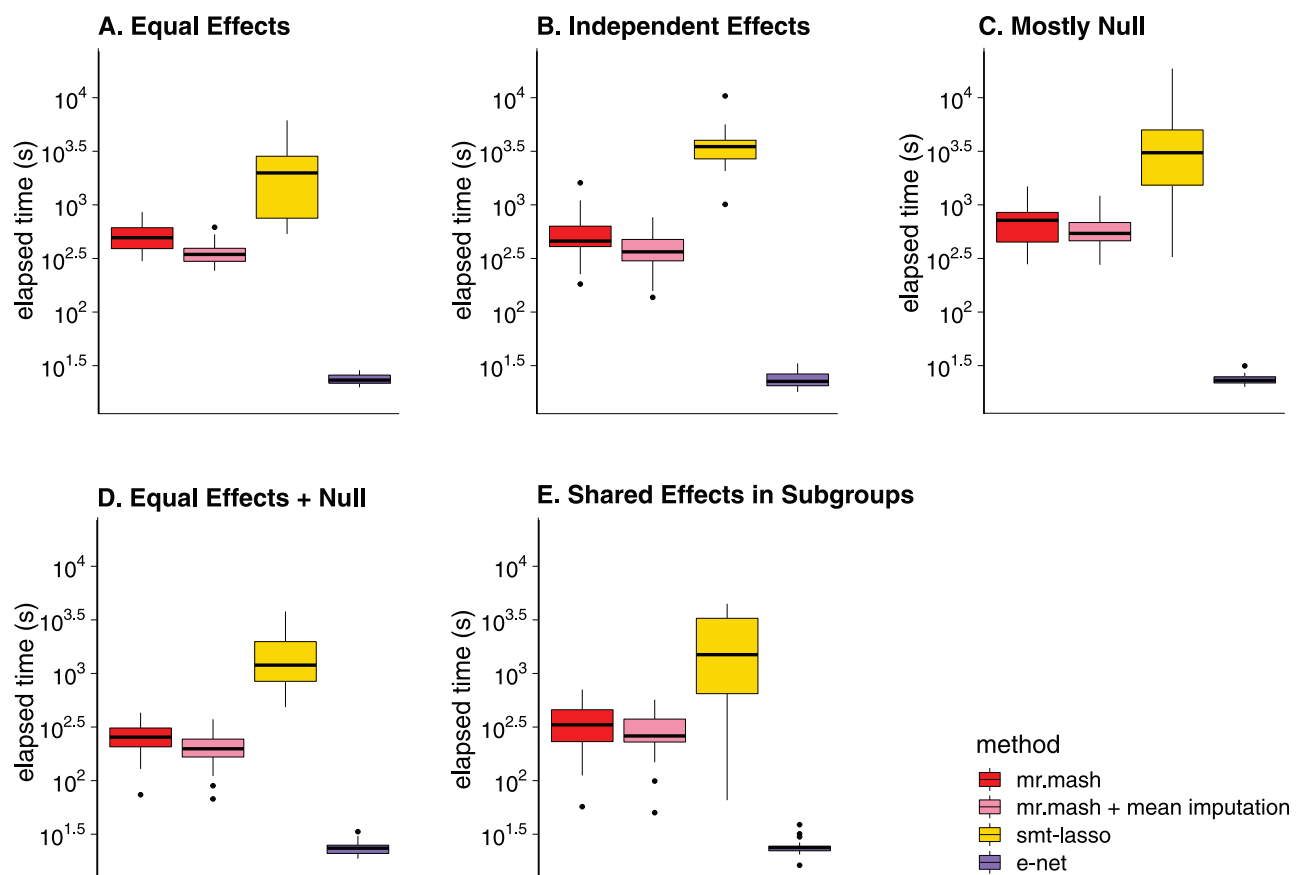 A. Equal Effects
elapsed time (s)
10^4
10^3.5
10^3
10^2.5
10^2
10^1.5
B. Independent Effects
elapsed time (s)
10^4
10^3.5
10^3
10^2.5
10^2
10^1.5
C. Mostly Null
elapsed time (s)
10^4
10^3.5
10^3
10^2.5
10^2
10^1.5
D. Equal Effects + Null
elapsed time (s)
10^4
10^3.5
10^3
10^2.5
10^2
10^1.5
E. Shared Effects in Subgroups
elapsed time (s)
10^4
10^3.5
10^3
10^2.5
10^2
10^1.5
method
mr.mash
mr.mash + mean imputation
smt-lasso
e-net